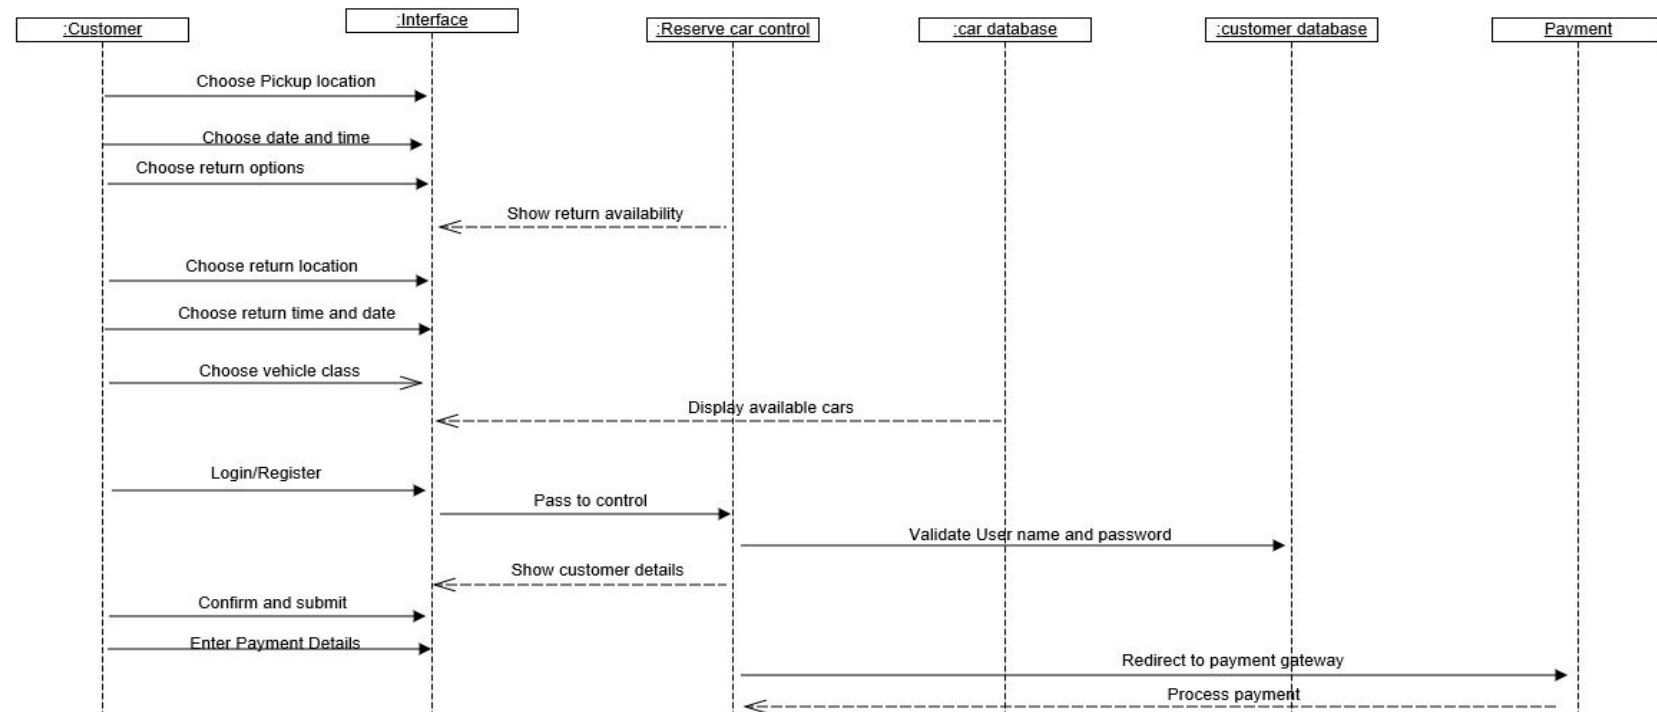 :Customer
:Interface
:Reserve car control
:car database
:customer database
Payment
Choose Pickup location
Choose date and time
Choose return options
Show return availability
Choose return location
Choose return time and date
Choose vehicle class
Display available cars
Login/Register
Pass to control
Validate User name and password
Show customer details
Confirm and submit
Enter Payment Details
Redirect to payment gateway
Process payment